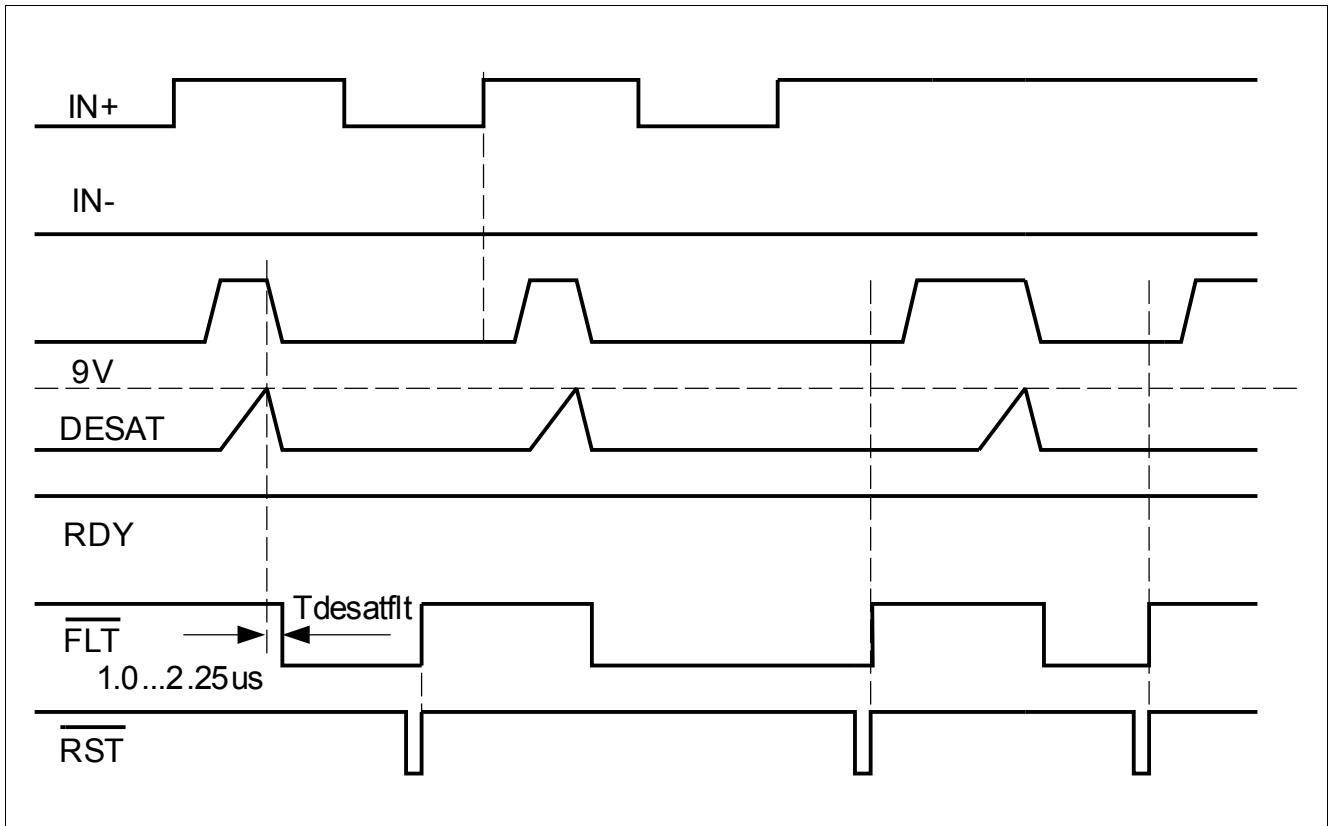 IN+
IN-
9V
DESAT
RDY
FLT
Tdesatflt
1.0...2.25us
RST